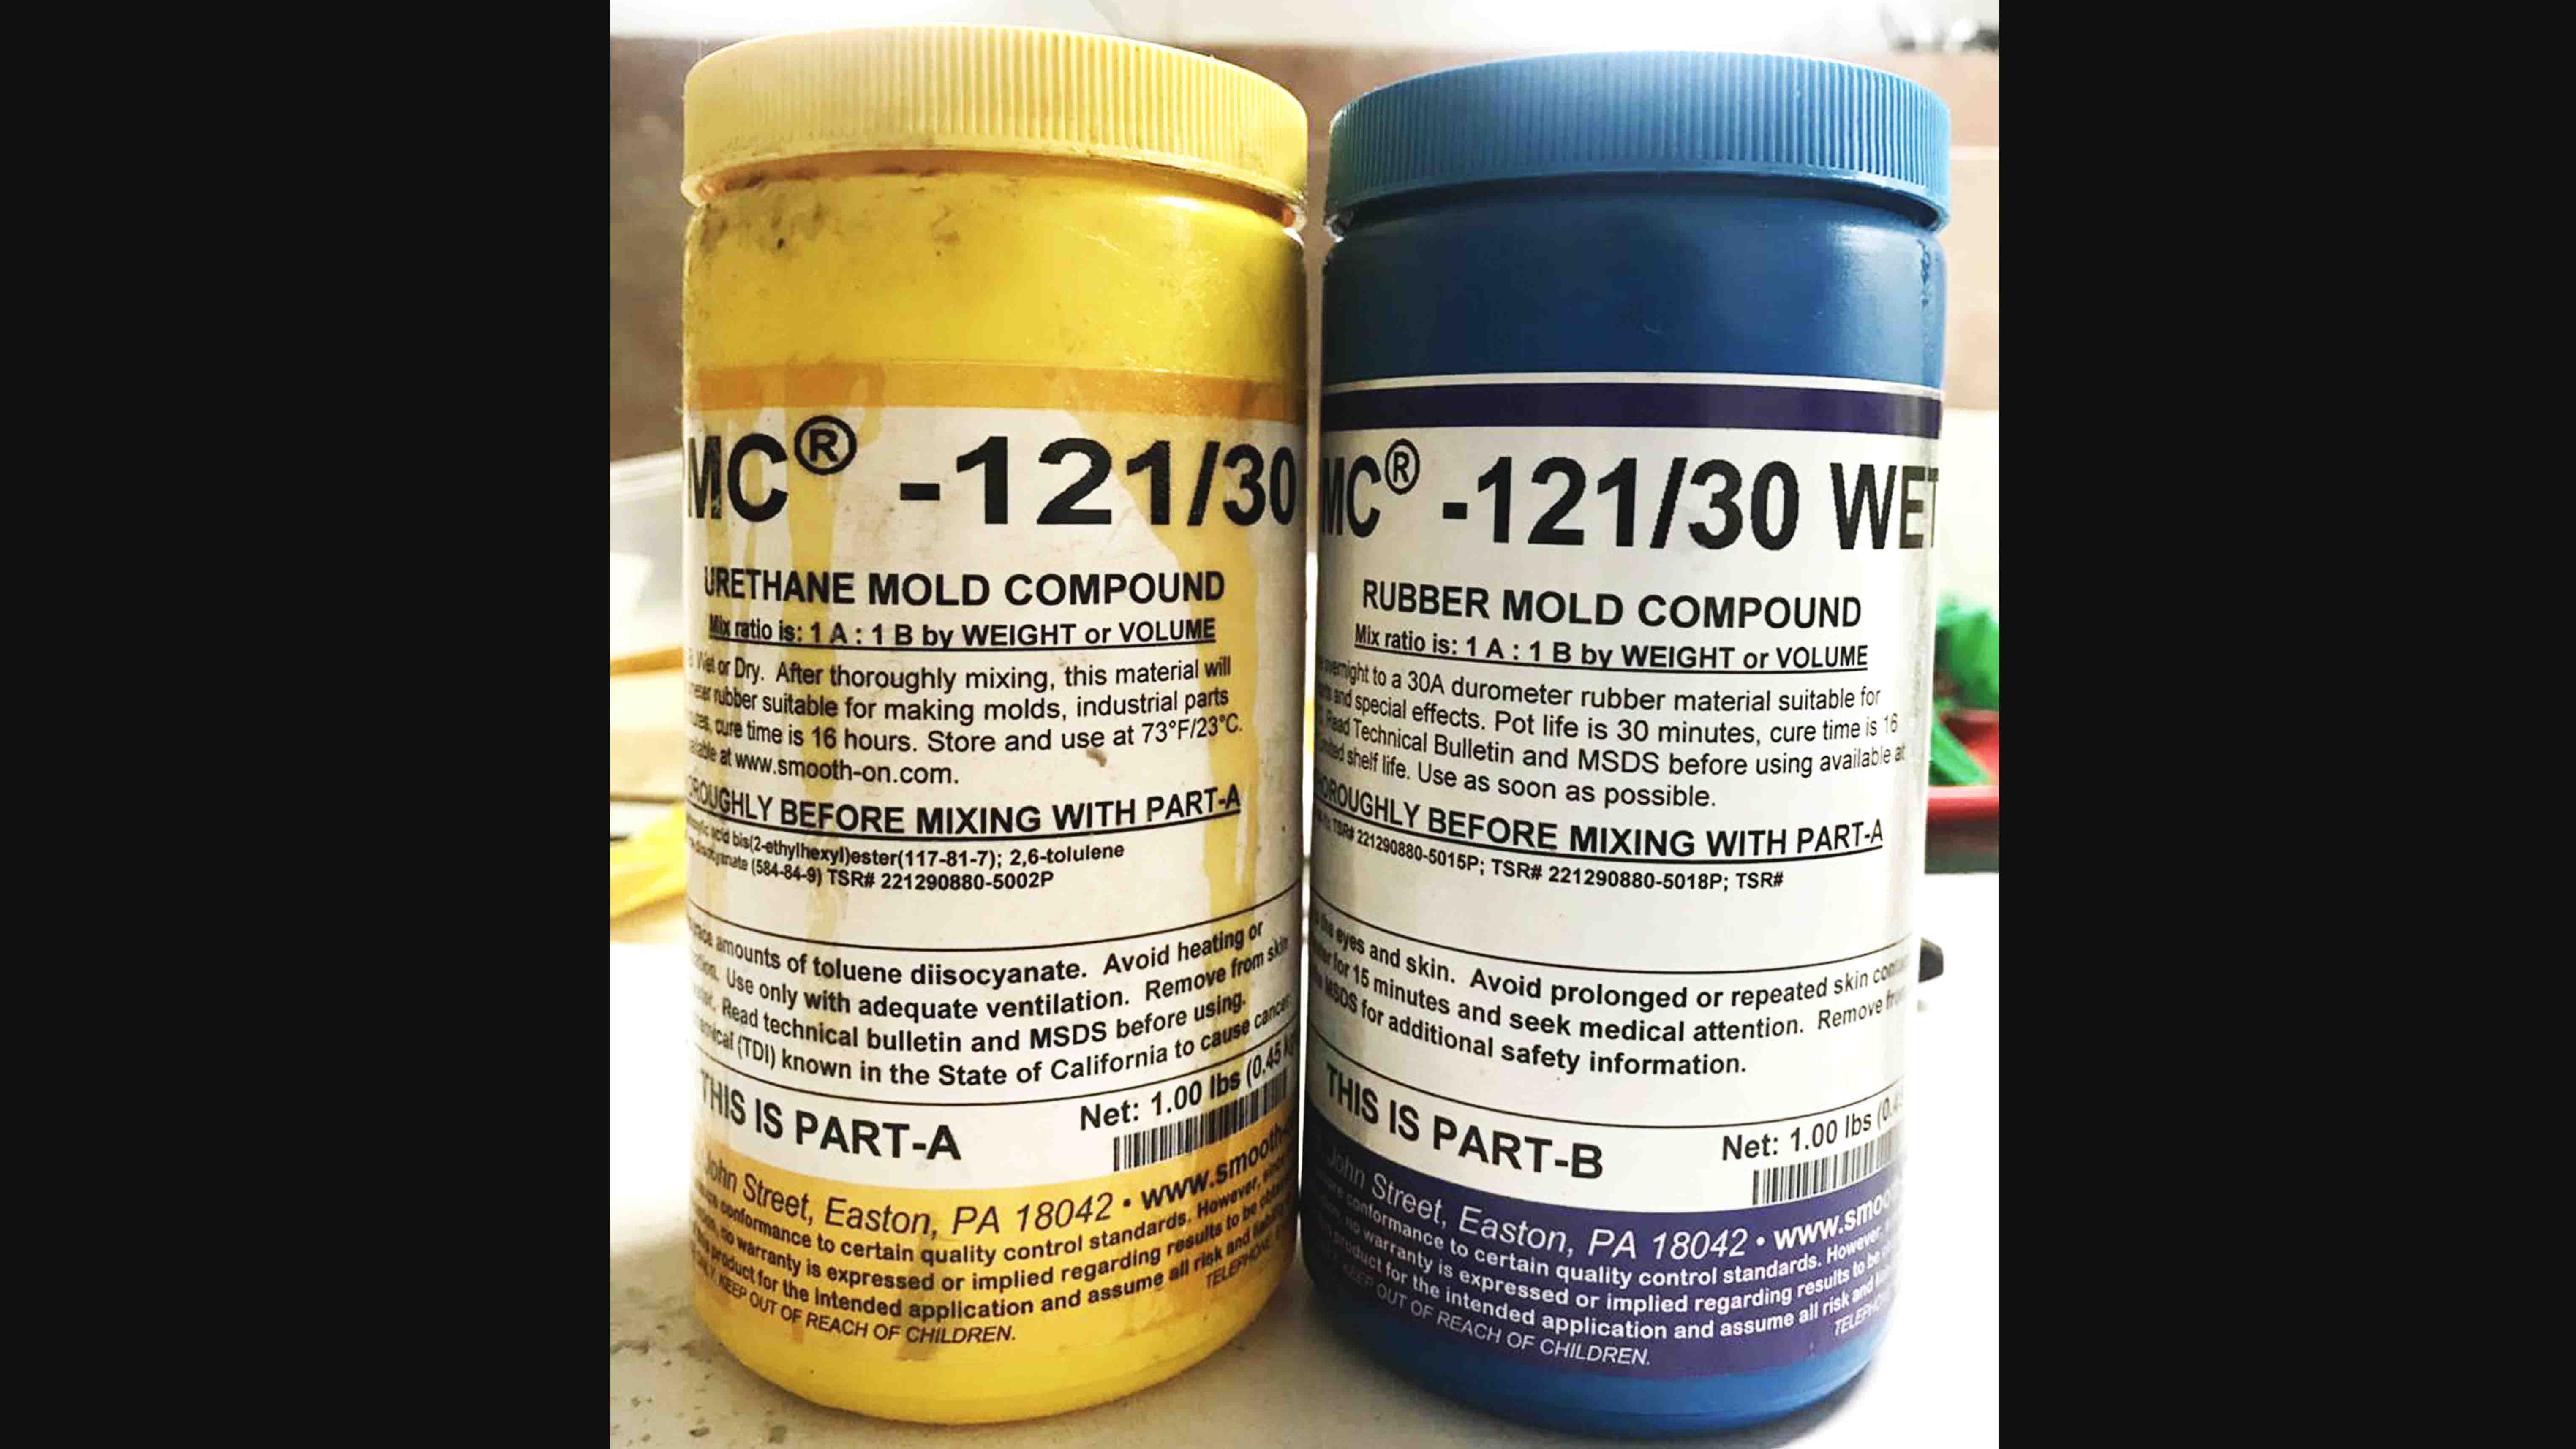 MC® -121/30
URETHANE MOLD COMPOUND
Mix ratio is: 1 A : 1 B by WEIGHT or VOLUME
Wet or Dry. After thoroughly mixing, this material will
rubber suitable for making molds, industrial parts
cure time is 16 hours. Store and use at 73°F/23°C.
at www.smooth-on.com.
OROUGHLY BEFORE MIXING WITH PART-A
acid bis(2-ethylhexyl)ester(117-81-7); 2,6-tolulene
(584-84-9) TSR# 221290880-5002P
amounts of toluene diisocyanate. Avoid heating or
Use only with adequate ventilation. Remove from skin
Read technical bulletin and MSDS before using.
(TDI) known in the State of California to cause cancer
THIS IS PART-A
Net: 1.00 lbs (0.45
John Street, Easton, PA 18042 • www.smooth-
conformance to certain quality control standards. However,
no warranty is expressed or implied regarding results to be
product for the intended application and assume all risk and
TELEPHONE
KEEP OUT OF REACH OF CHILDREN.
MC® -121/30 WET
RUBBER MOLD COMPOUND
Mix ratio is: 1 A : 1 B by WEIGHT or VOLUME
overnight to a 30A durometer rubber material suitable for
and special effects. Pot life is 30 minutes, cure time is 16
Read Technical Bulletin and MSDS before using available at
shelf life. Use as soon as possible.
OROUGHLY BEFORE MIXING WITH PART-A
TSR# 221290880-5015P; TSR# 221290880-5018P; TSR#
the eyes and skin. Avoid prolonged or repeated skin contact
for 15 minutes and seek medical attention. Remove from
MSDS for additional safety information.
THIS IS PART-B
Net: 1.00 lbs
John Street, Easton, PA 18042 • www.smoo
conformance to certain quality control standards. However,
no warranty is expressed or implied regarding results to be
product for the intended application and assume all risk and
TELEPH
KEEP OUT OF REACH OF CHILDREN.